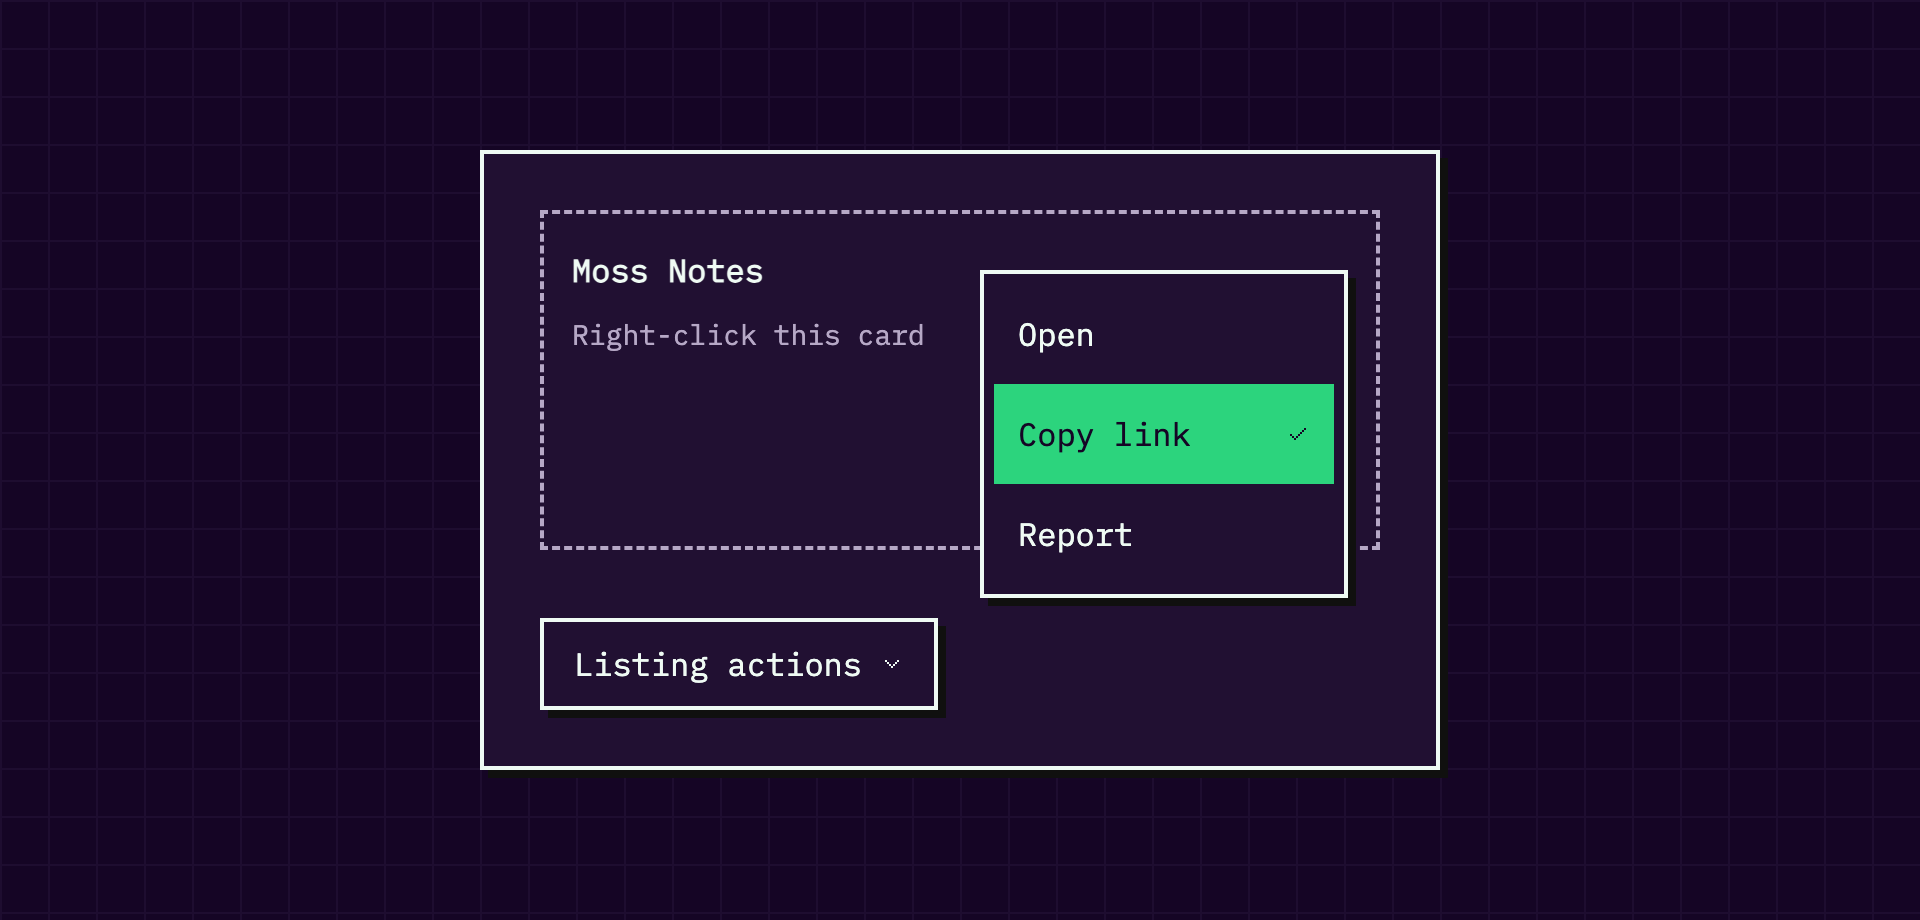 Moss Notes
Right-click this card
Open
Copy link
Report
Listing actions